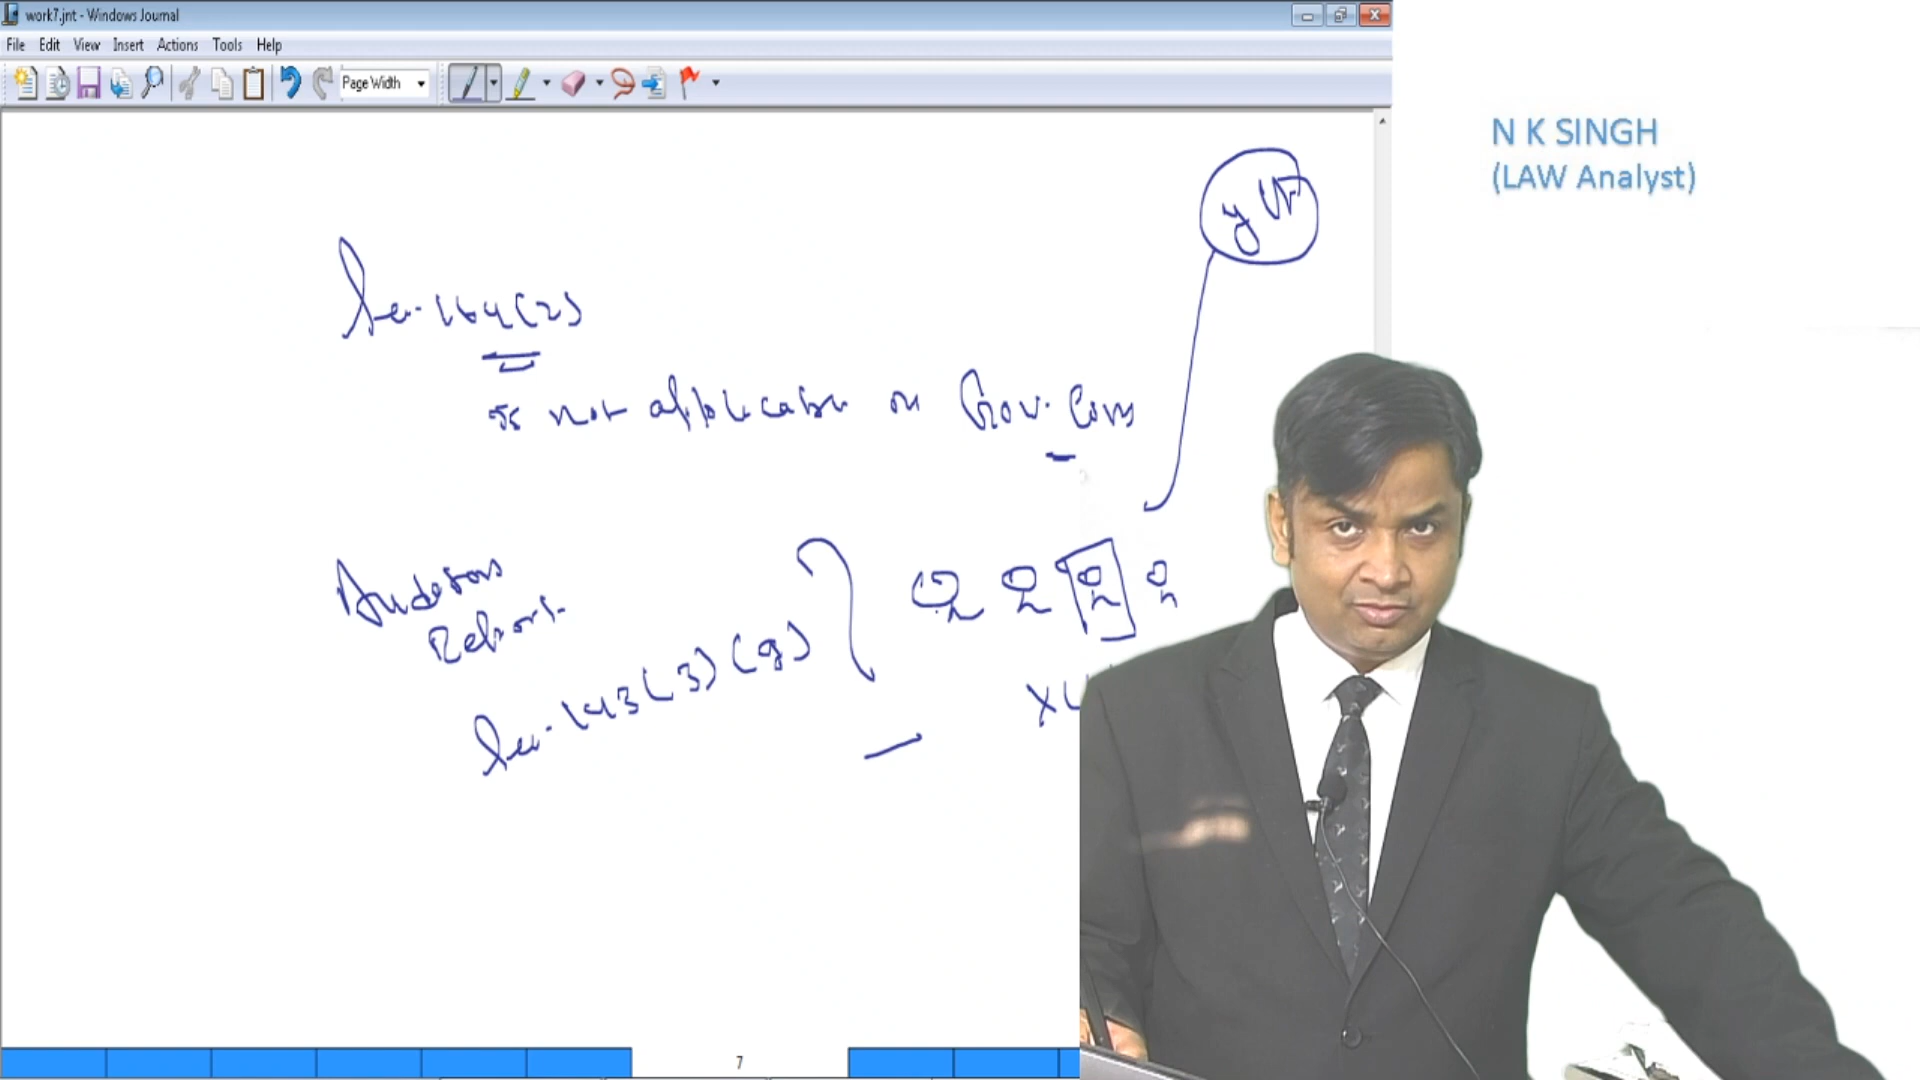 work7.jnt - Windows Journal
File Edit View Insert Actions Tools Help
Page Width
N K SINGH
(LAW Analyst)
Sec. 164(2)
is not applicable on Gov. Com
Auditors
Report
Sec. 143(3)(g)
7